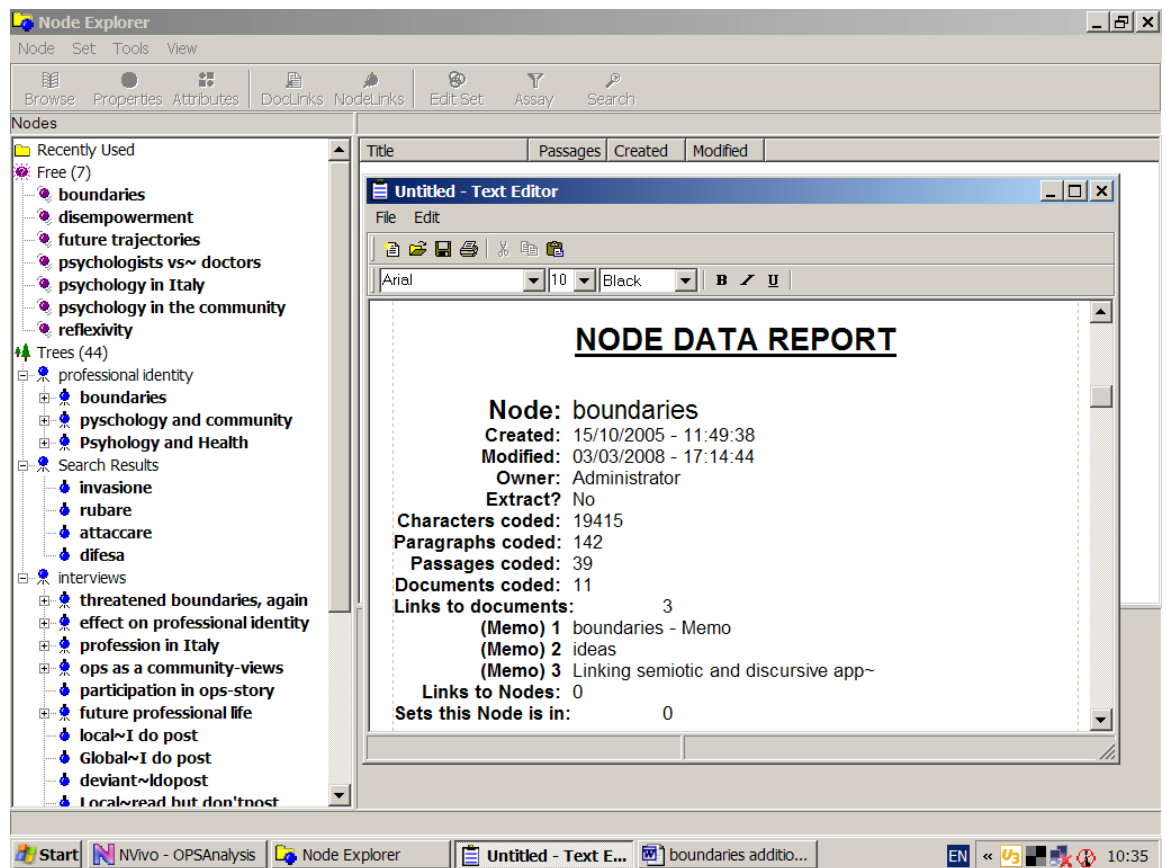 Node Explorer
Node Set Tools View
Browse Properties Attributes DocLinks NodeLinks Edit Set Assay Search
Nodes
Recently Used
Free (7)
boundaries
disempowerment
future trajectories
psychologists vs~ doctors
psychology in Italy
psychology in the community
reflexivity
Trees (44)
professional identity
boundaries
pyschology and community
Psyhology and Health
Search Results
invasione
rubare
attaccare
difesa
interviews
threatened boundaries, again
effect on professional identity
profession in Italy
ops as a community-views
participation in ops-story
future professional life
local~I do post
Global~I do post
deviant~Idopost
Local~read but don'tpost
Title Passages Created Modified
Untitled - Text Editor
File Edit
Arial 10 Black B I U
NODE DATA REPORT
Node: boundaries
Created: 15/10/2005 - 11:49:38
Modified: 03/03/2008 - 17:14:44
Owner: Administrator
Extract? No
Characters coded: 19415
Paragraphs coded: 142
Passages coded: 39
Documents coded: 11
Links to documents: 3
(Memo) 1 boundaries - Memo
(Memo) 2 ideas
(Memo) 3 Linking semiotic and discursive app~
Links to Nodes: 0
Sets this Node is in: 0
Start NVivo - OPSAnalysis Node Explorer Untitled - Text E... boundaries additio... EN « 10:35